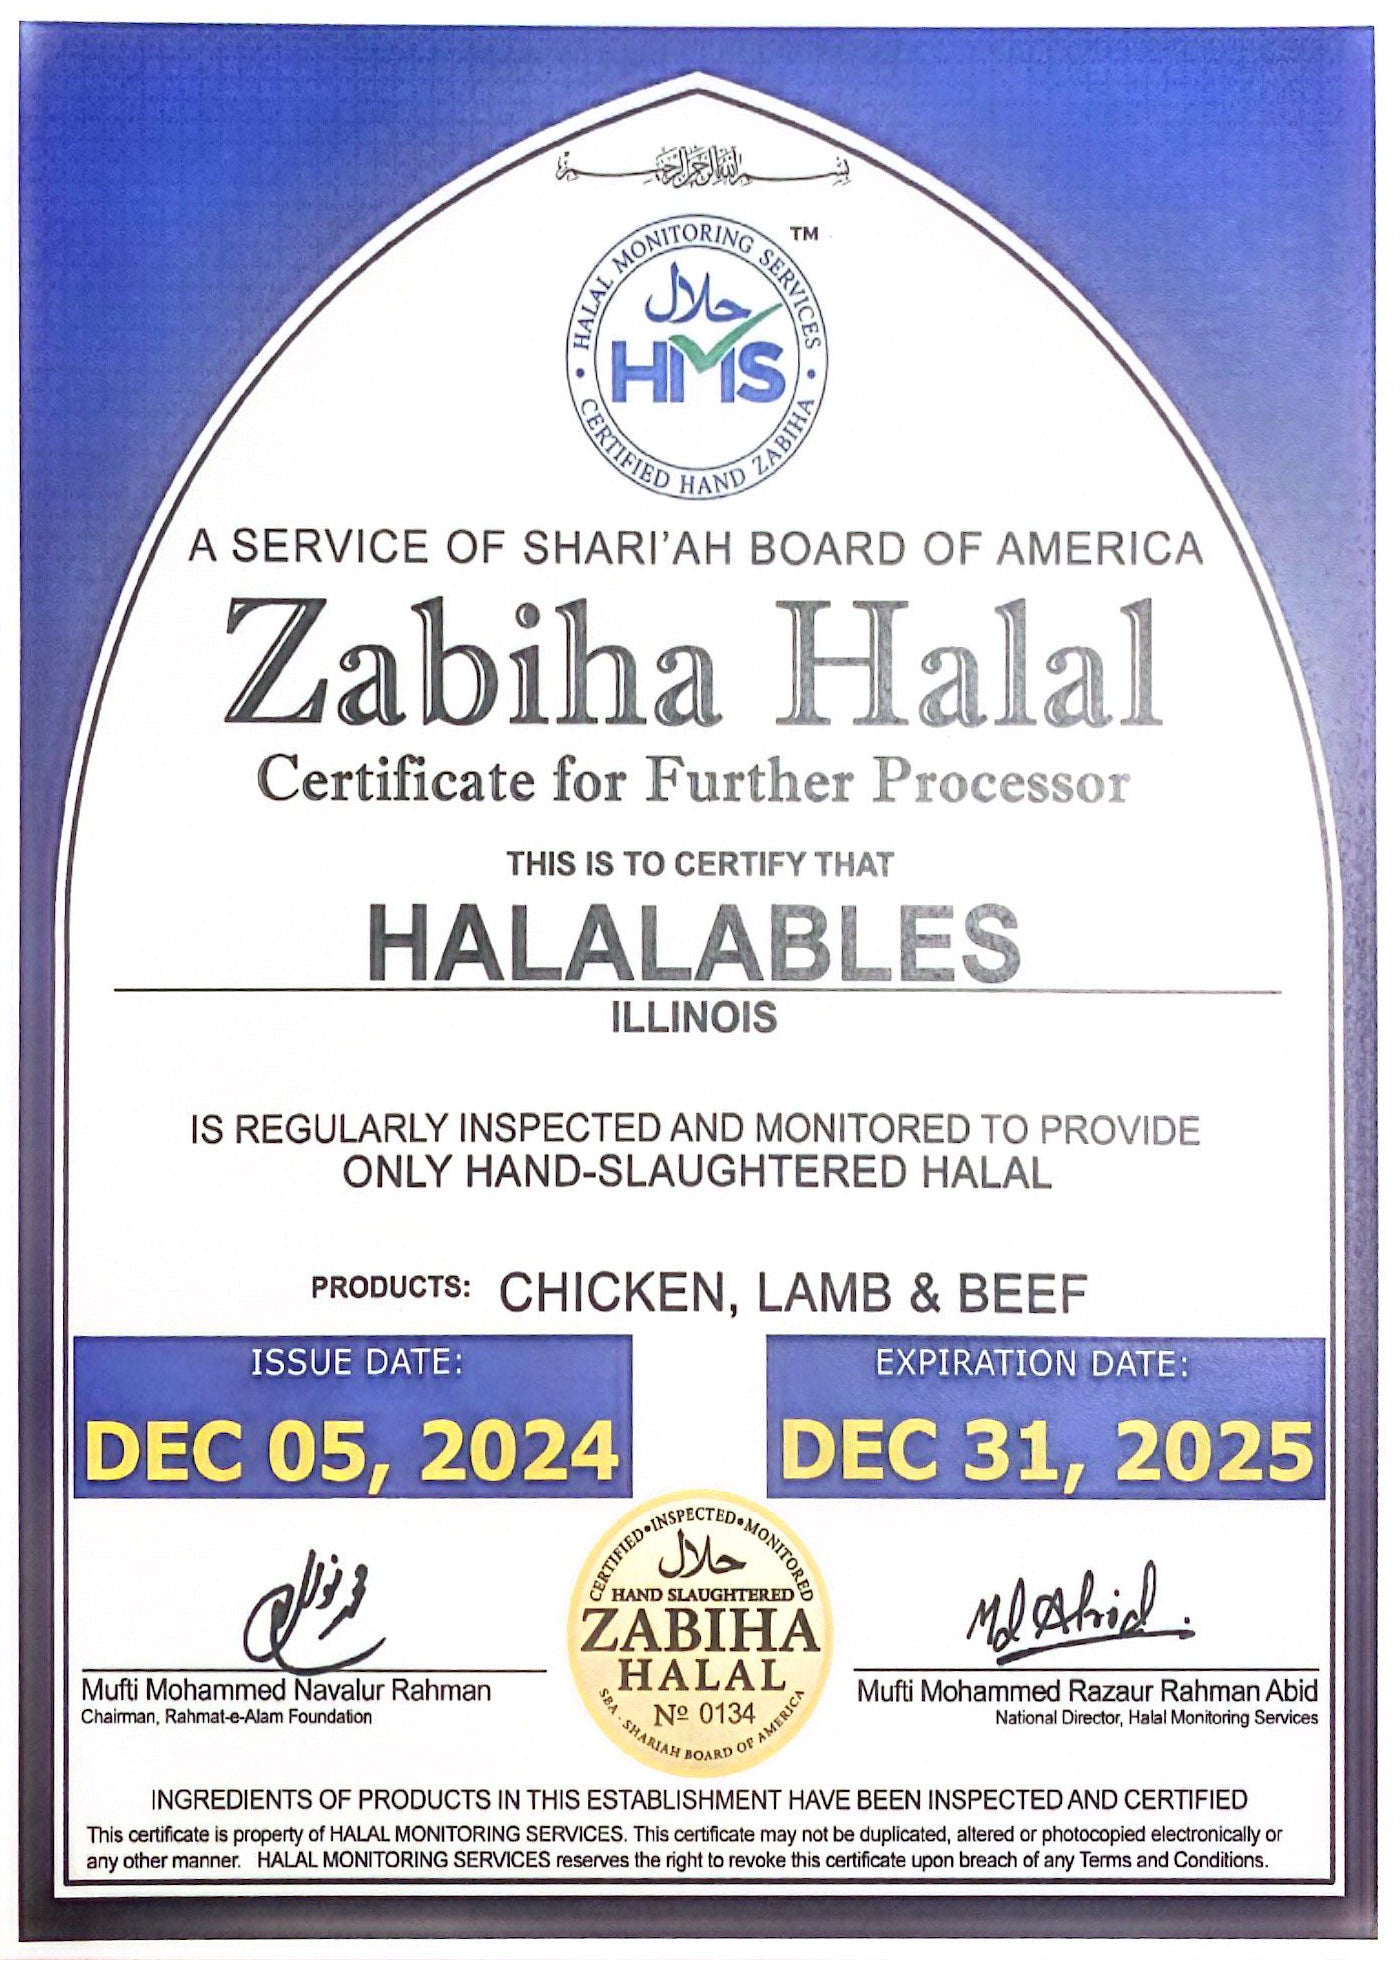 بسم الله الرحمن الرحيم
HALAL MONITORING SERVICES
TM
حلال
HMS
CERTIFIED HAND ZABIHA
A SERVICE OF SHARI'AH BOARD OF AMERICA
Zabiha Halal
Certificate for Further Processor
THIS IS TO CERTIFY THAT
HALALABLES
ILLINOIS
IS REGULARLY INSPECTED AND MONITORED TO PROVIDE
ONLY HAND-SLAUGHTERED HALAL
PRODUCTS: CHICKEN, LAMB & BEEF
ISSUE DATE:
DEC 05, 2024
EXPIRATION DATE:
DEC 31, 2025
CERTIFIED•INSPECTED•MONITORED
حلال
HAND SLAUGHTERED
ZABIHA
HALAL
Nº 0134
SBA . SHARIAH BOARD OF AMERICA
Md Abid.
Mufti Mohammed Navalur Rahman
Chairman, Rahmat-e-Alam Foundation
Mufti Mohammed Razaur Rahman Abid
National Director, Halal Monitoring Services
INGREDIENTS OF PRODUCTS IN THIS ESTABLISHMENT HAVE BEEN INSPECTED AND CERTIFIED
This certificate is property of HALAL MONITORING SERVICES. This certificate may not be duplicated, altered or photocopied electronically or
any other manner. HALAL MONITORING SERVICES reserves the right to revoke this certificate upon breach of any Terms and Conditions.